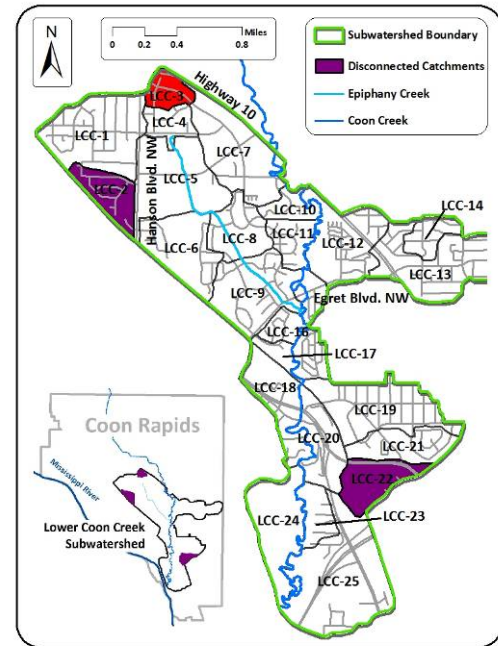 N
Miles
0 0.2 0.4 0.8
Subwatershed Boundary
Disconnected Catchments
Epiphany Creek
Coon Creek
Highway 10
LCC-3
LCC-1
LCC-4
LCC-7
Hanson Blvd. NW
LCC-2
LCC-5
LCC-10
LCC-14
LCC-6
LCC-8
LCC-11
LCC-12
LCC-13
LCC-9
Egret Blvd. NW
LCC-16
LCC-17
LCC-18
LCC-19
LCC-20
LCC-21
LCC-22
LCC-24
LCC-23
LCC-25
Coon Rapids
Mississippi River
Lower Coon Creek
Subwatershed